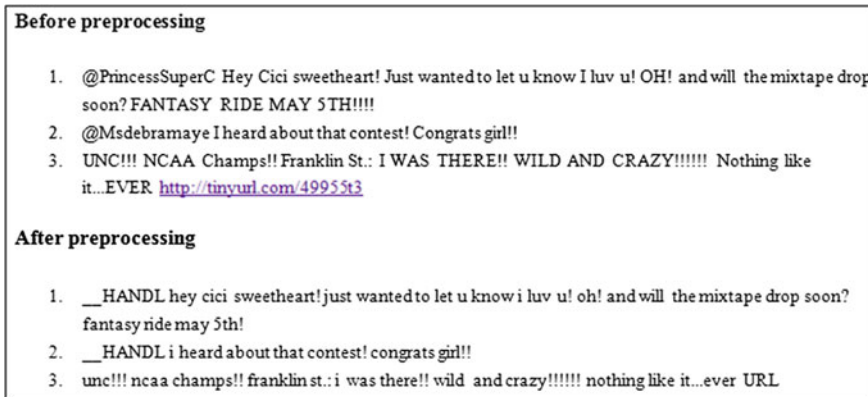 Before preprocessing
1. @PrincessSuperC Hey Cici sweetheart! Just wanted to let u know I luv u! OH! and will the mixtape drop
soon? FANTASY RIDE MAY 5TH!!!!
2. @Msdebramaye I heard about that contest! Congrats girl!!
3. UNC!!! NCAA Champs!! Franklin St.: I WAS THERE!! WILD AND CRAZY!!!!!! Nothing like
it...EVER http://tinyurl.com/49955t3
After preprocessing
1. __HANDL hey cici sweetheart! just wanted to let u know i luv u! oh! and will the mixtape drop soon?
fantasy ride may 5th!
2. __HANDL i heard about that contest! congrats girl!!
3. unc!!! ncaa champs!! franklin st.: i was there!! wild and crazy!!!!!! nothing like it...ever URL